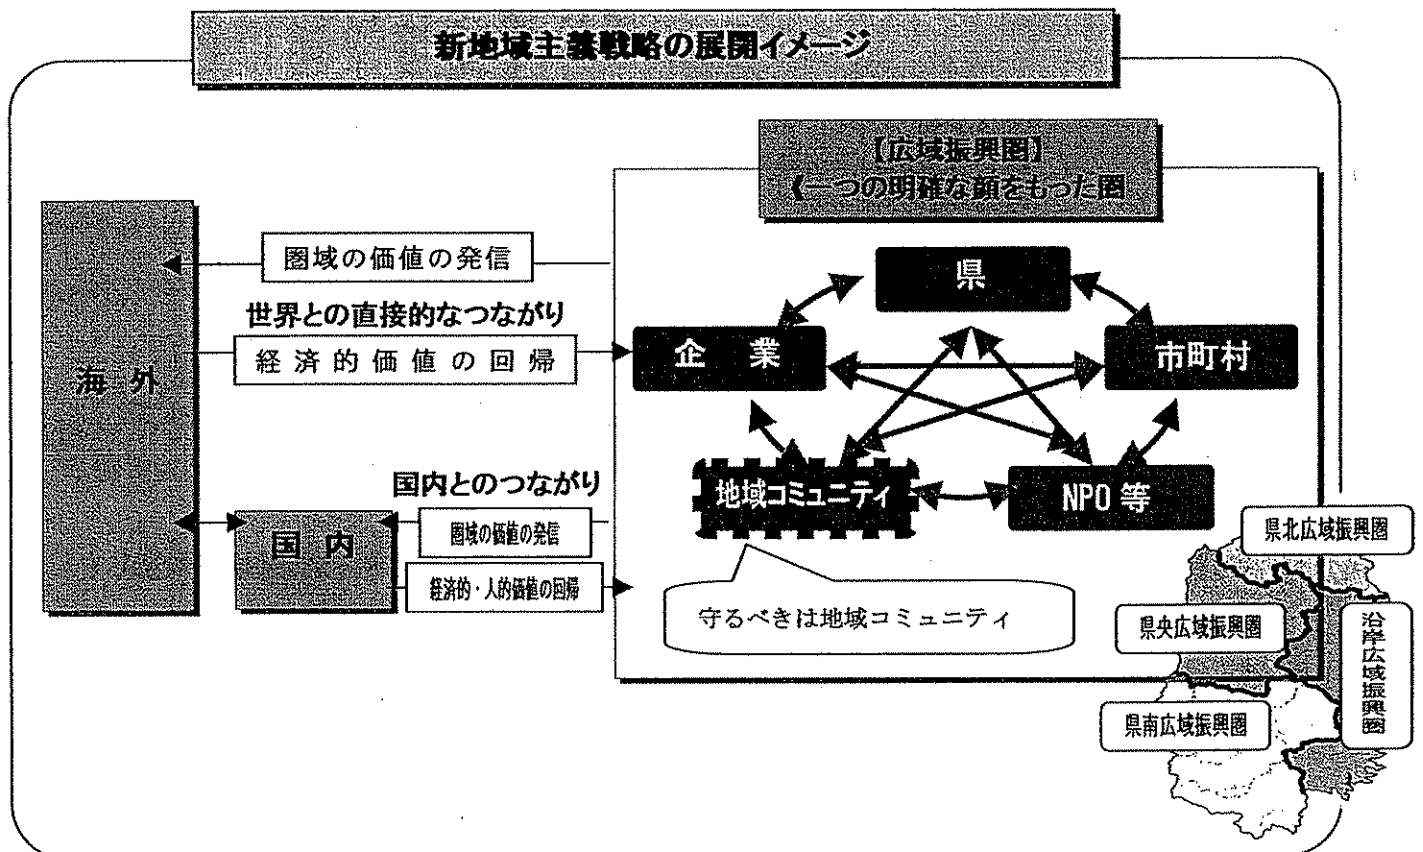 新地域主義戦略の展開イメージ
【広域振興圏】
《一つの明確な顔をもった圏
圏域の価値の発信
世界との直接的なつながり
経済的価値の回帰
海外
県
企業
市町村
地域コミュニティ
NPO等
国内とのつながり
圏域の価値の発信
国内
経済的・人的価値の回帰
守るべきは地域コミュニティ
県北広域振興圏
県央広域振興圏
沿岸広域振興圏
県南広域振興圏